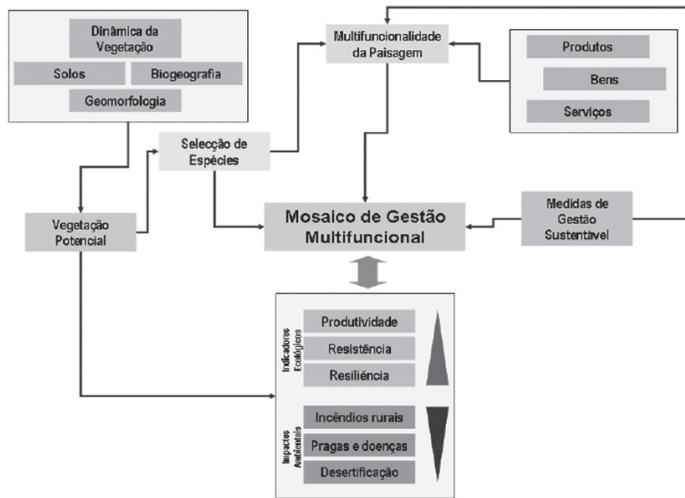 Dinâmica da
Vegetação
Solos
Biogeografia
Geomorfologia
Multifuncionalidade
da Paisagem
Produtos
Bens
Serviços
Selecção de
Espécies
Vegetação
Potencial
Mosaico de Gestão
Multifuncional
Medidas de
Gestão
Sustentável
Indicadores
Ecológicos
Produtividade
Resistência
Resiliência
Impactes
Ambientais
Incêndios rurais
Pragas e doenças
Desertificação